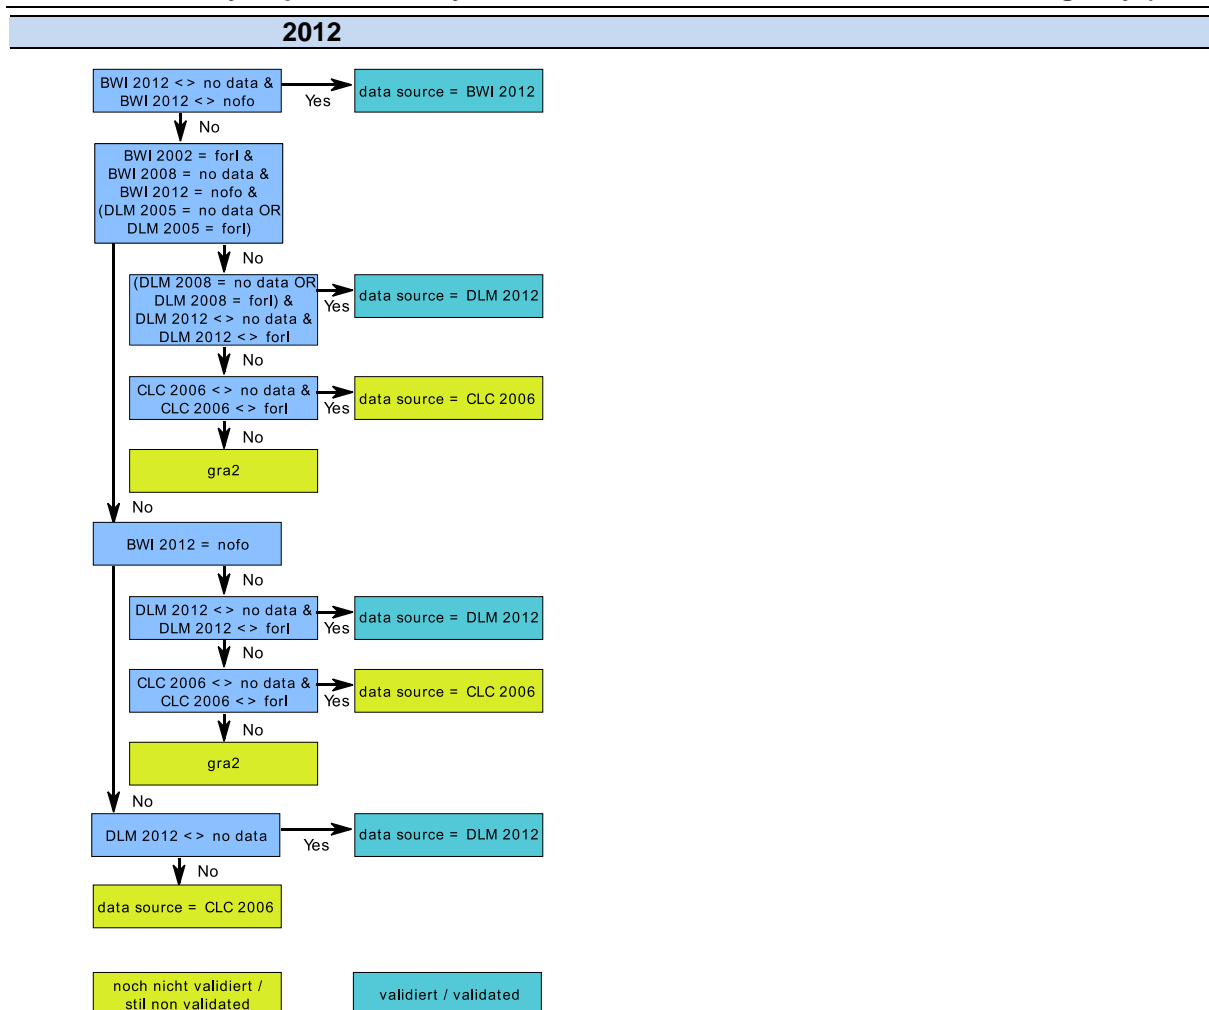 2012
BWI 2012 <> no data &
BWI 2012 <> nofo
Yes
data source = BWI 2012
No
BWI 2002 = forl &
BWI 2008 = no data &
BWI 2012 = nofo &
(DLM 2005 = no data OR
DLM 2005 = forl)
No
(DLM 2008 = no data OR
DLM 2008 = forl) &
DLM 2012 <> no data &
DLM 2012 <> forl
Yes
data source = DLM 2012
No
CLC 2006 <> no data &
CLC 2006 <> forl
Yes
data source = CLC 2006
No
gra2
No
BWI 2012 = nofo
No
DLM 2012 <> no data &
DLM 2012 <> forl
Yes
data source = DLM 2012
No
CLC 2006 <> no data &
CLC 2006 <> forl
Yes
data source = CLC 2006
No
gra2
No
DLM 2012 <> no data
Yes
data source = DLM 2012
No
data source = CLC 2006
noch nicht validiert /
stil non validated
validiert / validated